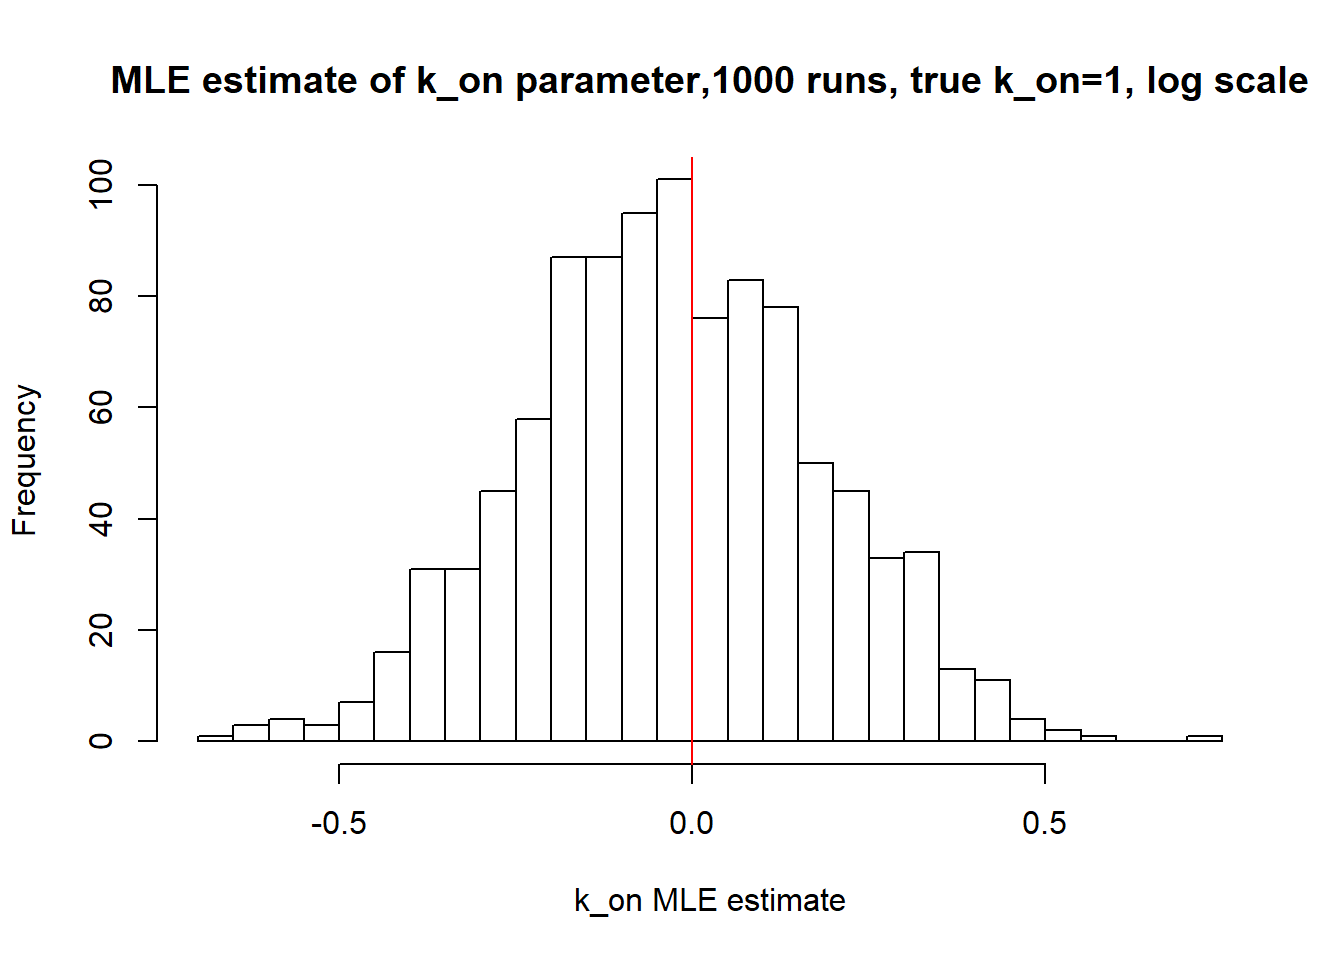 MLE estimate of k_on parameter,1000 runs, true k_on=1, log scale
100
80
60
40
20
0
Frequency
-0.5 0.0 0.5
k_on MLE estimate